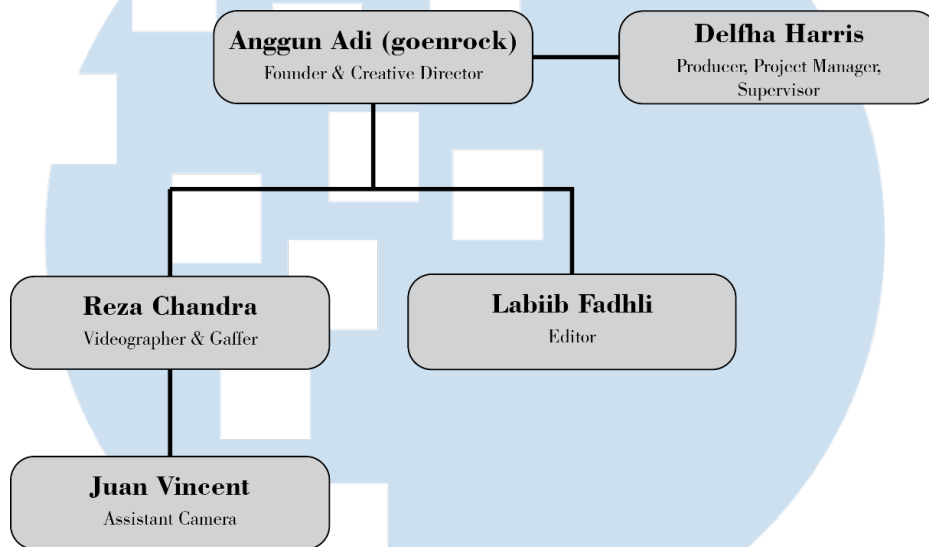 Anggun Adi (goenrock)
Founder & Creative Director
Delfha Harris
Producer, Project Manager,
Supervisor
Reza Chandra
Videographer & Gaffer
Labiib Fadhli
Editor
Juan Vincent
Assistant Camera